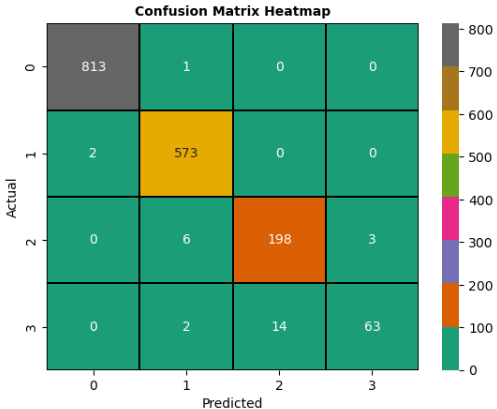 Confusion Matrix Heatmap
0 813 1 0 0
1 2 573 0 0
2 0 6 198 3
3 0 2 14 63
0 1 2 3
Actual
Predicted
800
700
600
500
400
300
200
100
0